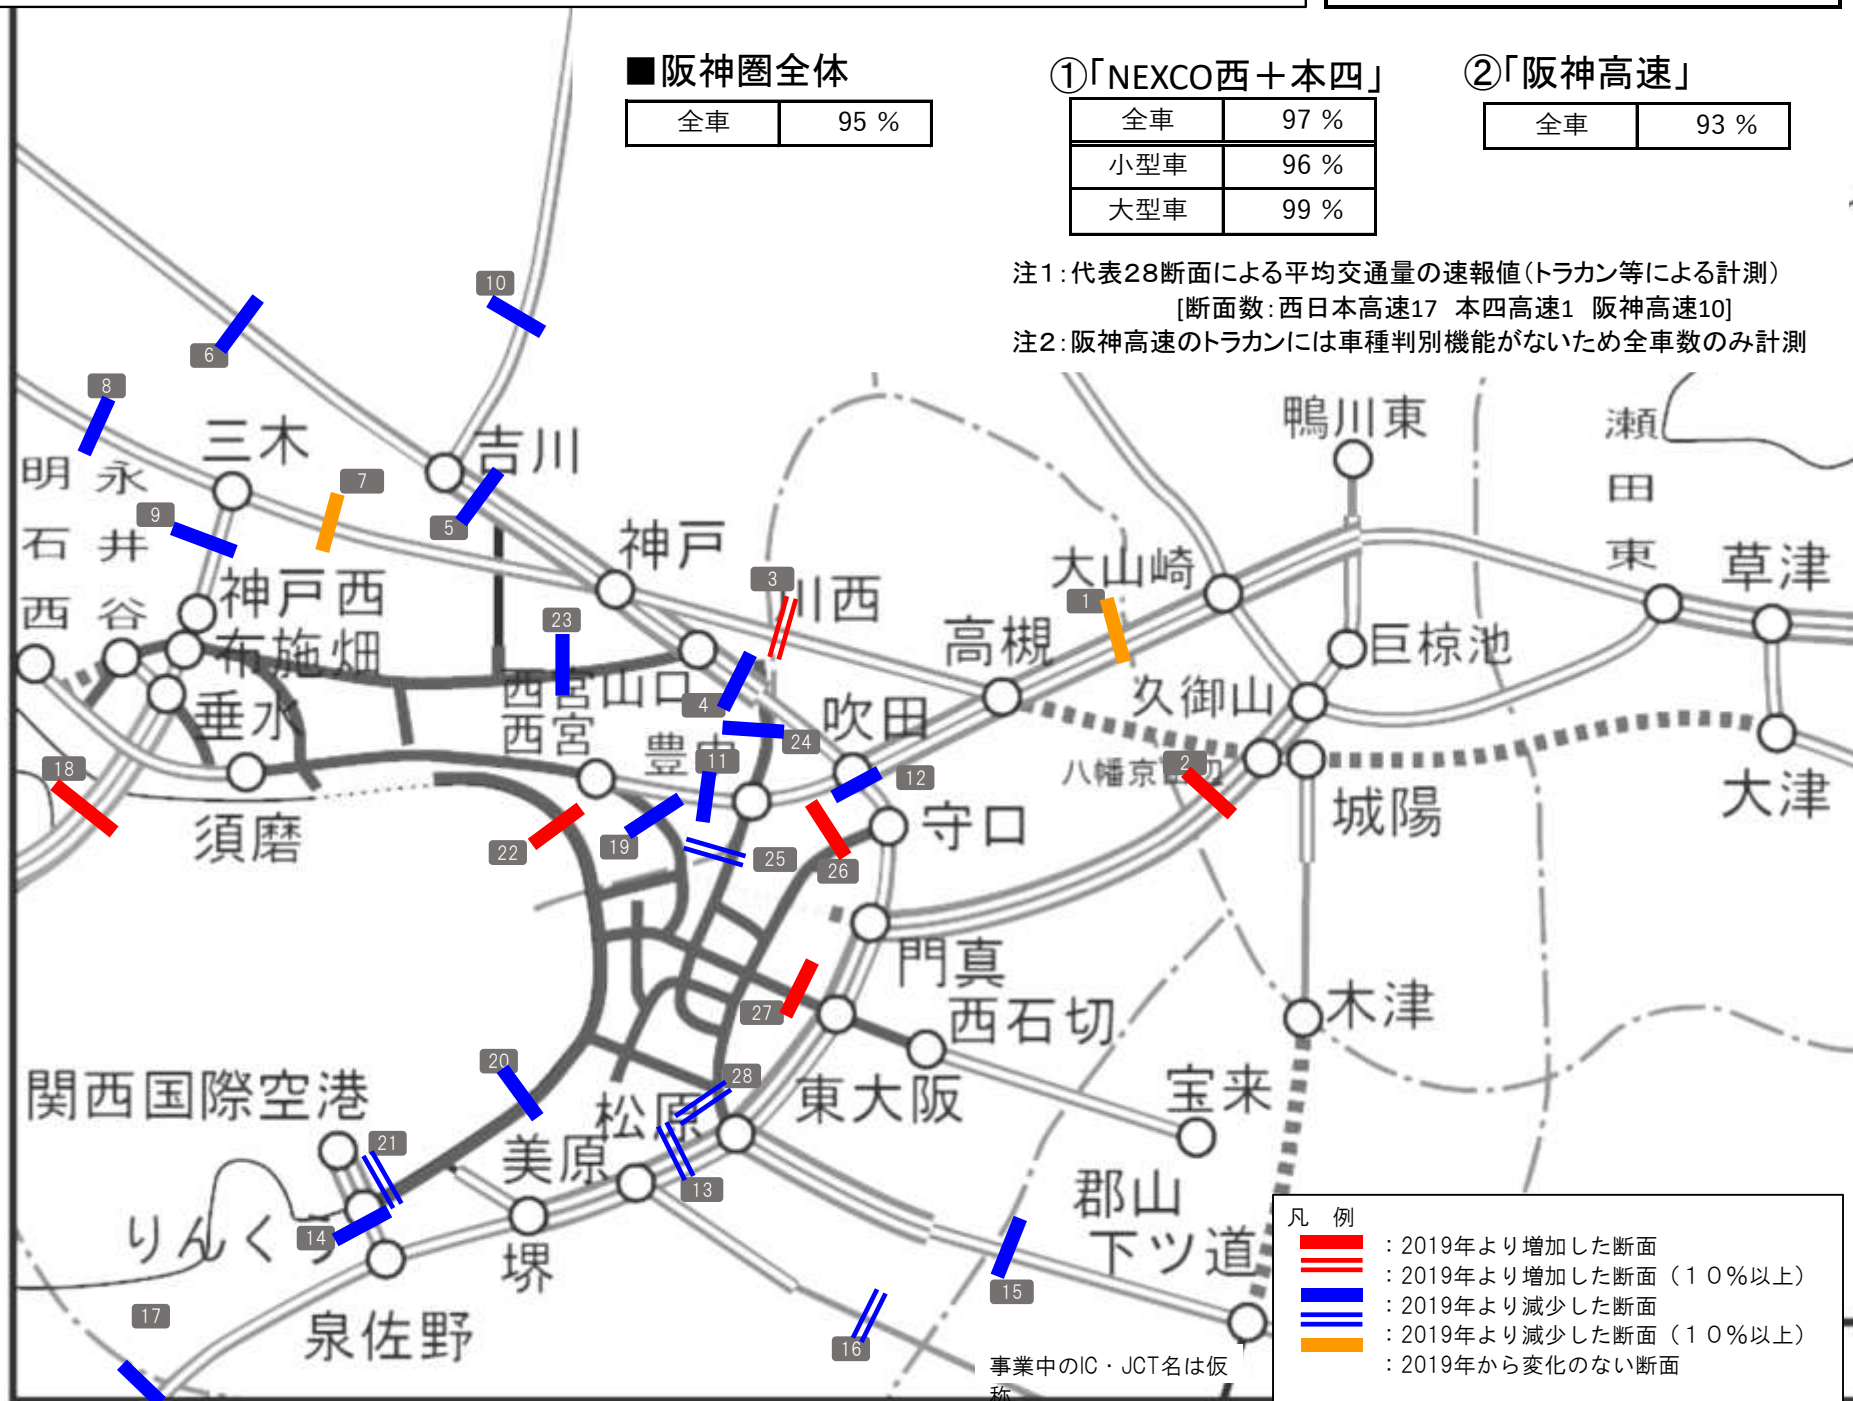 ■阪神圏全体
全車 95 %
①「NEXCO西＋本四」
全車 97 %
小型車 96 %
大型車 99 %
②「阪神高速」
全車 93 %
注１：代表２８断面による平均交通量の速報値（トラカン等による計測）
[断面数：西日本高速17 本四高速1 阪神高速10]
注２：阪神高速のトラカンには車種判別機能がないため全車数のみ計測
10
6
8
三木
吉川
鴨川東
瀬田東
明石西
永井谷
7
9
5
神戸
大山崎
草津
神戸西
3
川西
1
布施畑
23
高槻
巨椋池
西宮山口
4
久御山
垂水
西宮
吹田
24
豊中
11
12
八幡京田辺
2
18
大津
須磨
守口
城陽
22
19
25
26
門真
27
西石切
木津
20
28
関西国際空港
松原
東大阪
宝来
21
美原
13
郡山
りんくう
14
下ツ道
堺
15
17
泉佐野
16
事業中のIC・JCT名は仮
称
凡 例
：2019年より増加した断面
：2019年より増加した断面（１０％以上）
：2019年より減少した断面
：2019年より減少した断面（１０％以上）
：2019年から変化のない断面